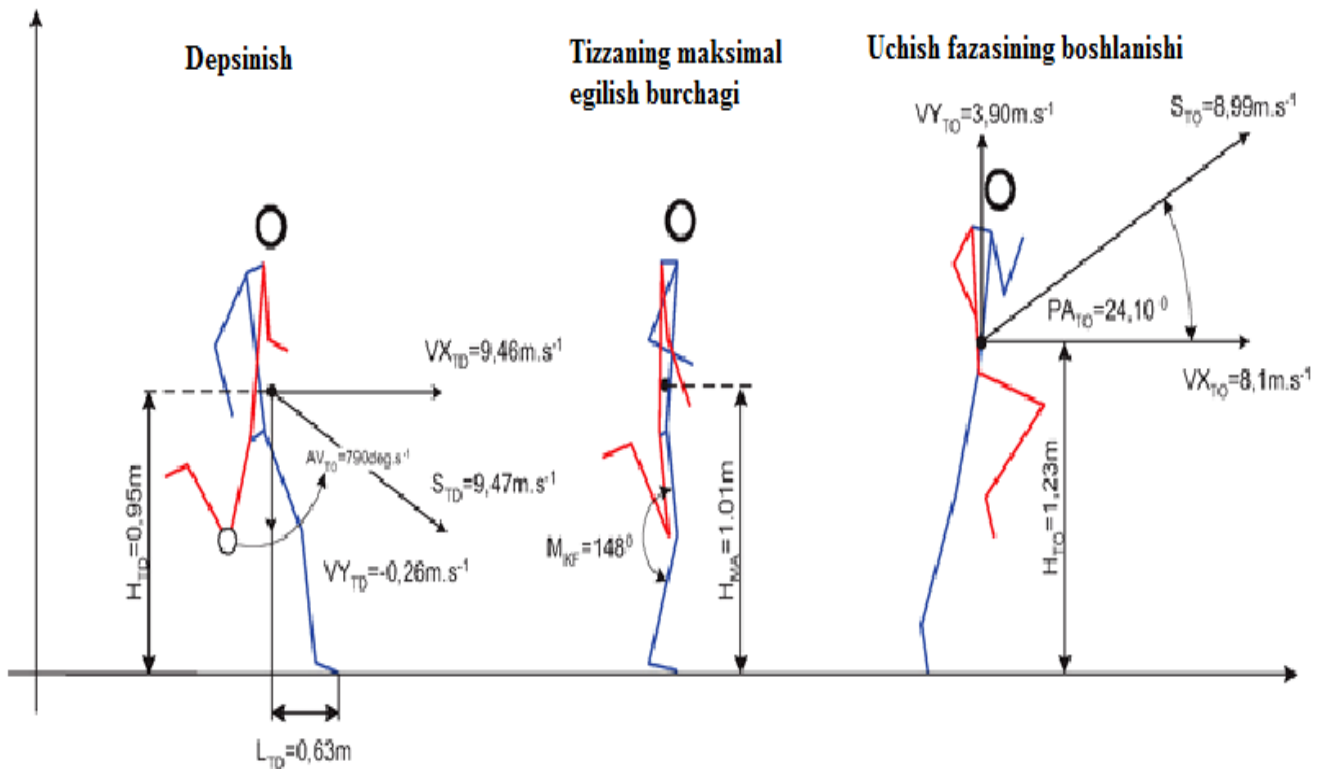 Depsinish
VX_TD=9,46m.s⁻¹
AV_TO=790deg.s⁻¹
S_TD=9,47m.s⁻¹
VY_TD=-0,26m.s⁻¹
H_TD=0,95m
L_TD=0,63m
Tizzaning maksimal
egilish burchagi
M_IKF=148⁰
H_MA=1.01m
Uchish fazasining boshlanishi
VY_TO=3,90m.s⁻¹
S_TO=8,99m.s⁻¹
PA_TO=24,10⁰
VX_TO=8,1m.s⁻¹
H_TO=1,23m